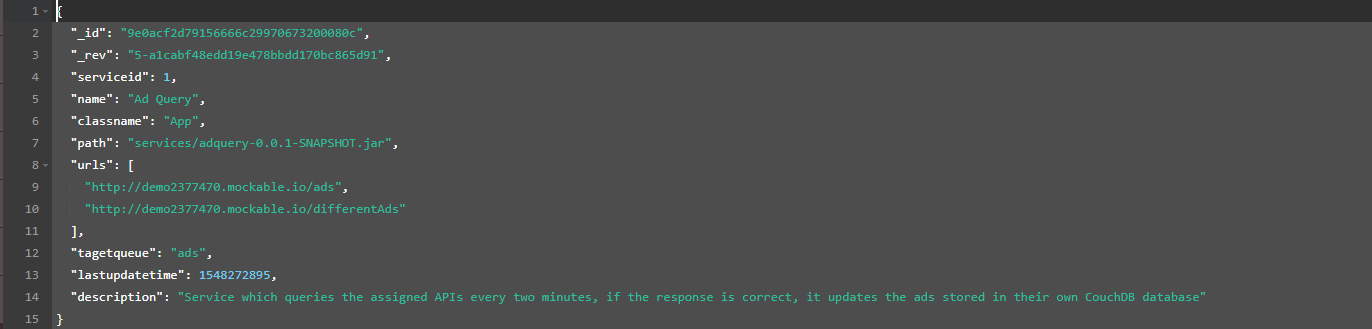 1 {
2 "_id": "9e0acf2d79156666c29970673200080c",
3 "_rev": "5-a1cabf48edd19e478bbdd170bc865d91",
4 "serviceid": 1,
5 "name": "Ad Query",
6 "classname": "App",
7 "path": "services/adquery-0.0.1-SNAPSHOT.jar",
8 "urls": [
9 "http://demo2377470.mockable.io/ads",
10 "http://demo2377470.mockable.io/differentAds"
11 ],
12 "tagetqueue": "ads",
13 "lastupdatetime": 1548272895,
14 "description": "Service which queries the assigned APIs every two minutes, if the response is correct, it updates the ads stored in their own CouchDB database"
15 }